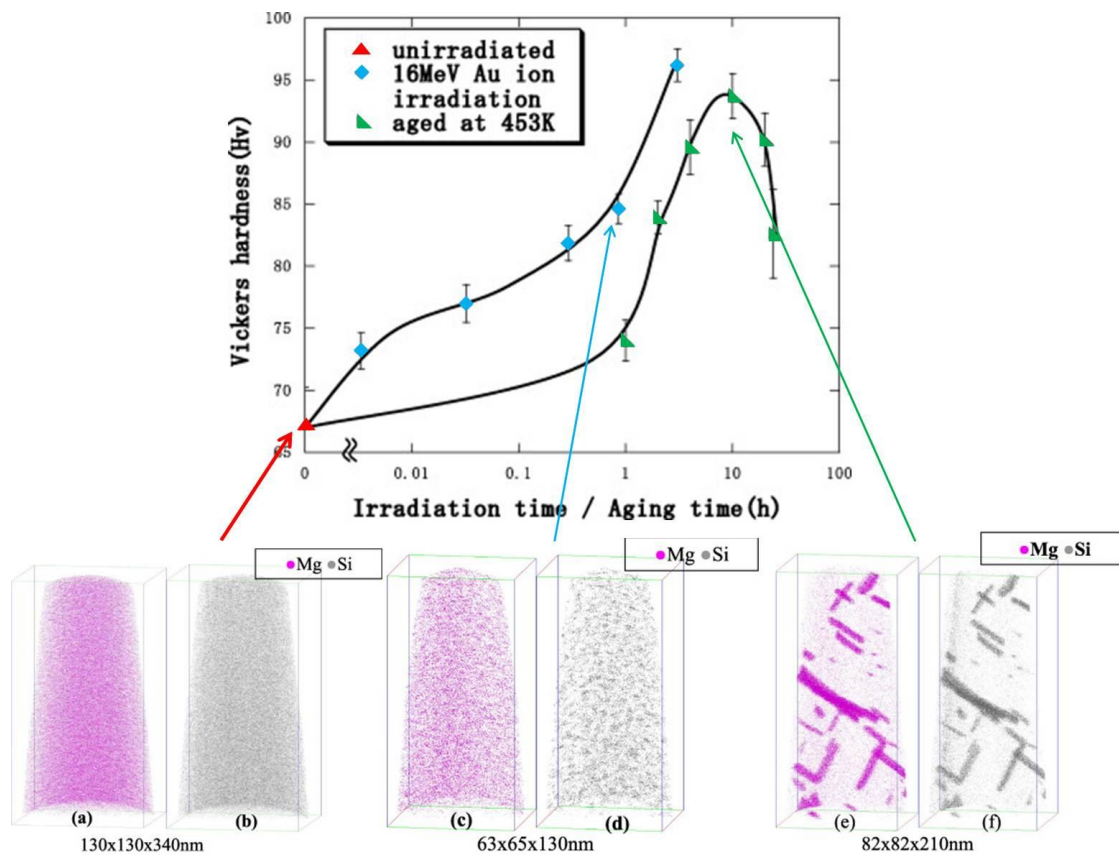 100
95
90
85
80
75
70
65
Vickers hardness(Hv)
unirradiated
16MeV Au ion
irradiation
aged at 453K
0
0.01
0.1
1
10
100
Irradiation time / Aging time(h)
Mg Si
Mg Si
Mg Si
(a)
(b)
(c)
(d)
(e)
(f)
130x130x340nm
63x65x130nm
82x82x210nm